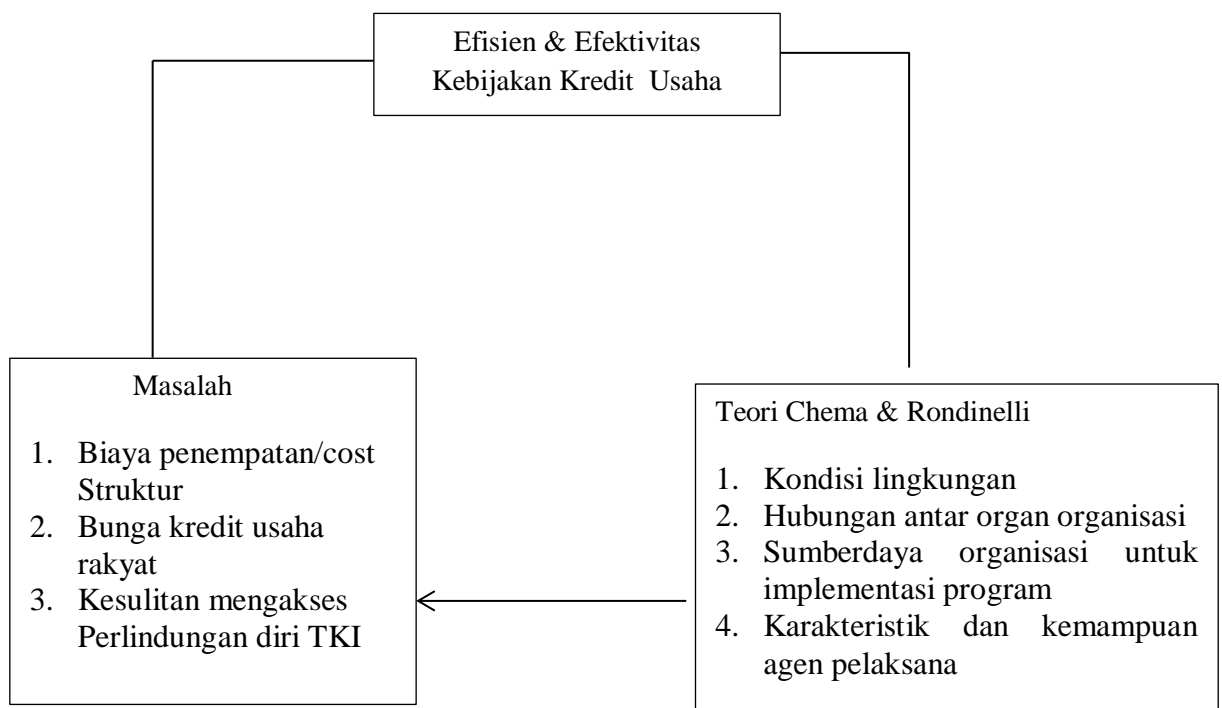 Efisien & Efektivitas
Kebijakan Kredit Usaha
Masalah
1. Biaya penempatan/cost
Struktur
2. Bunga kredit usaha
rakyat
3. Kesulitan mengakses
Perlindungan diri TKI
Teori Chema & Rondinelli
1. Kondisi lingkungan
2. Hubungan antar organ organisasi
3. Sumberdaya organisasi untuk
implementasi program
4. Karakteristik dan kemampuan
agen pelaksana